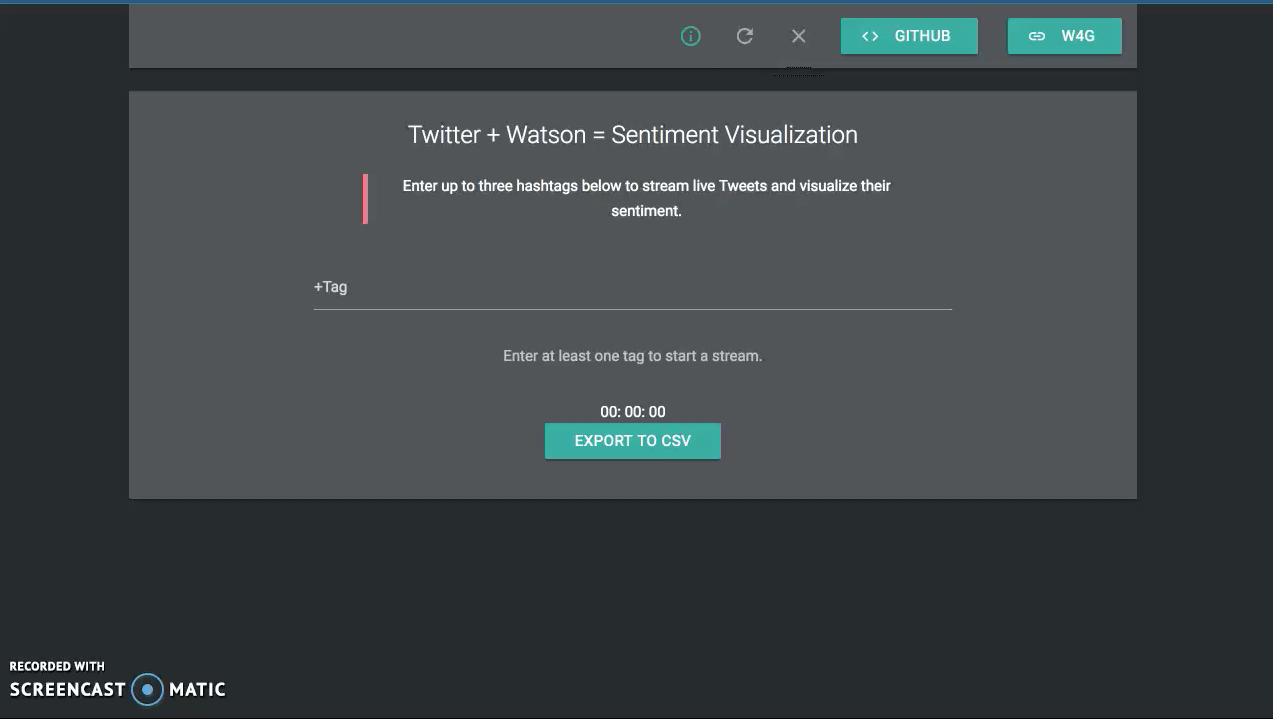 GITHUB
W4G
Twitter + Watson = Sentiment Visualization
Enter up to three hashtags below to stream live Tweets and visualize their
sentiment.
+Tag
Enter at least one tag to start a stream.
00: 00: 00
EXPORT TO CSV
RECORDED WITH
SCREENCAST MATIC